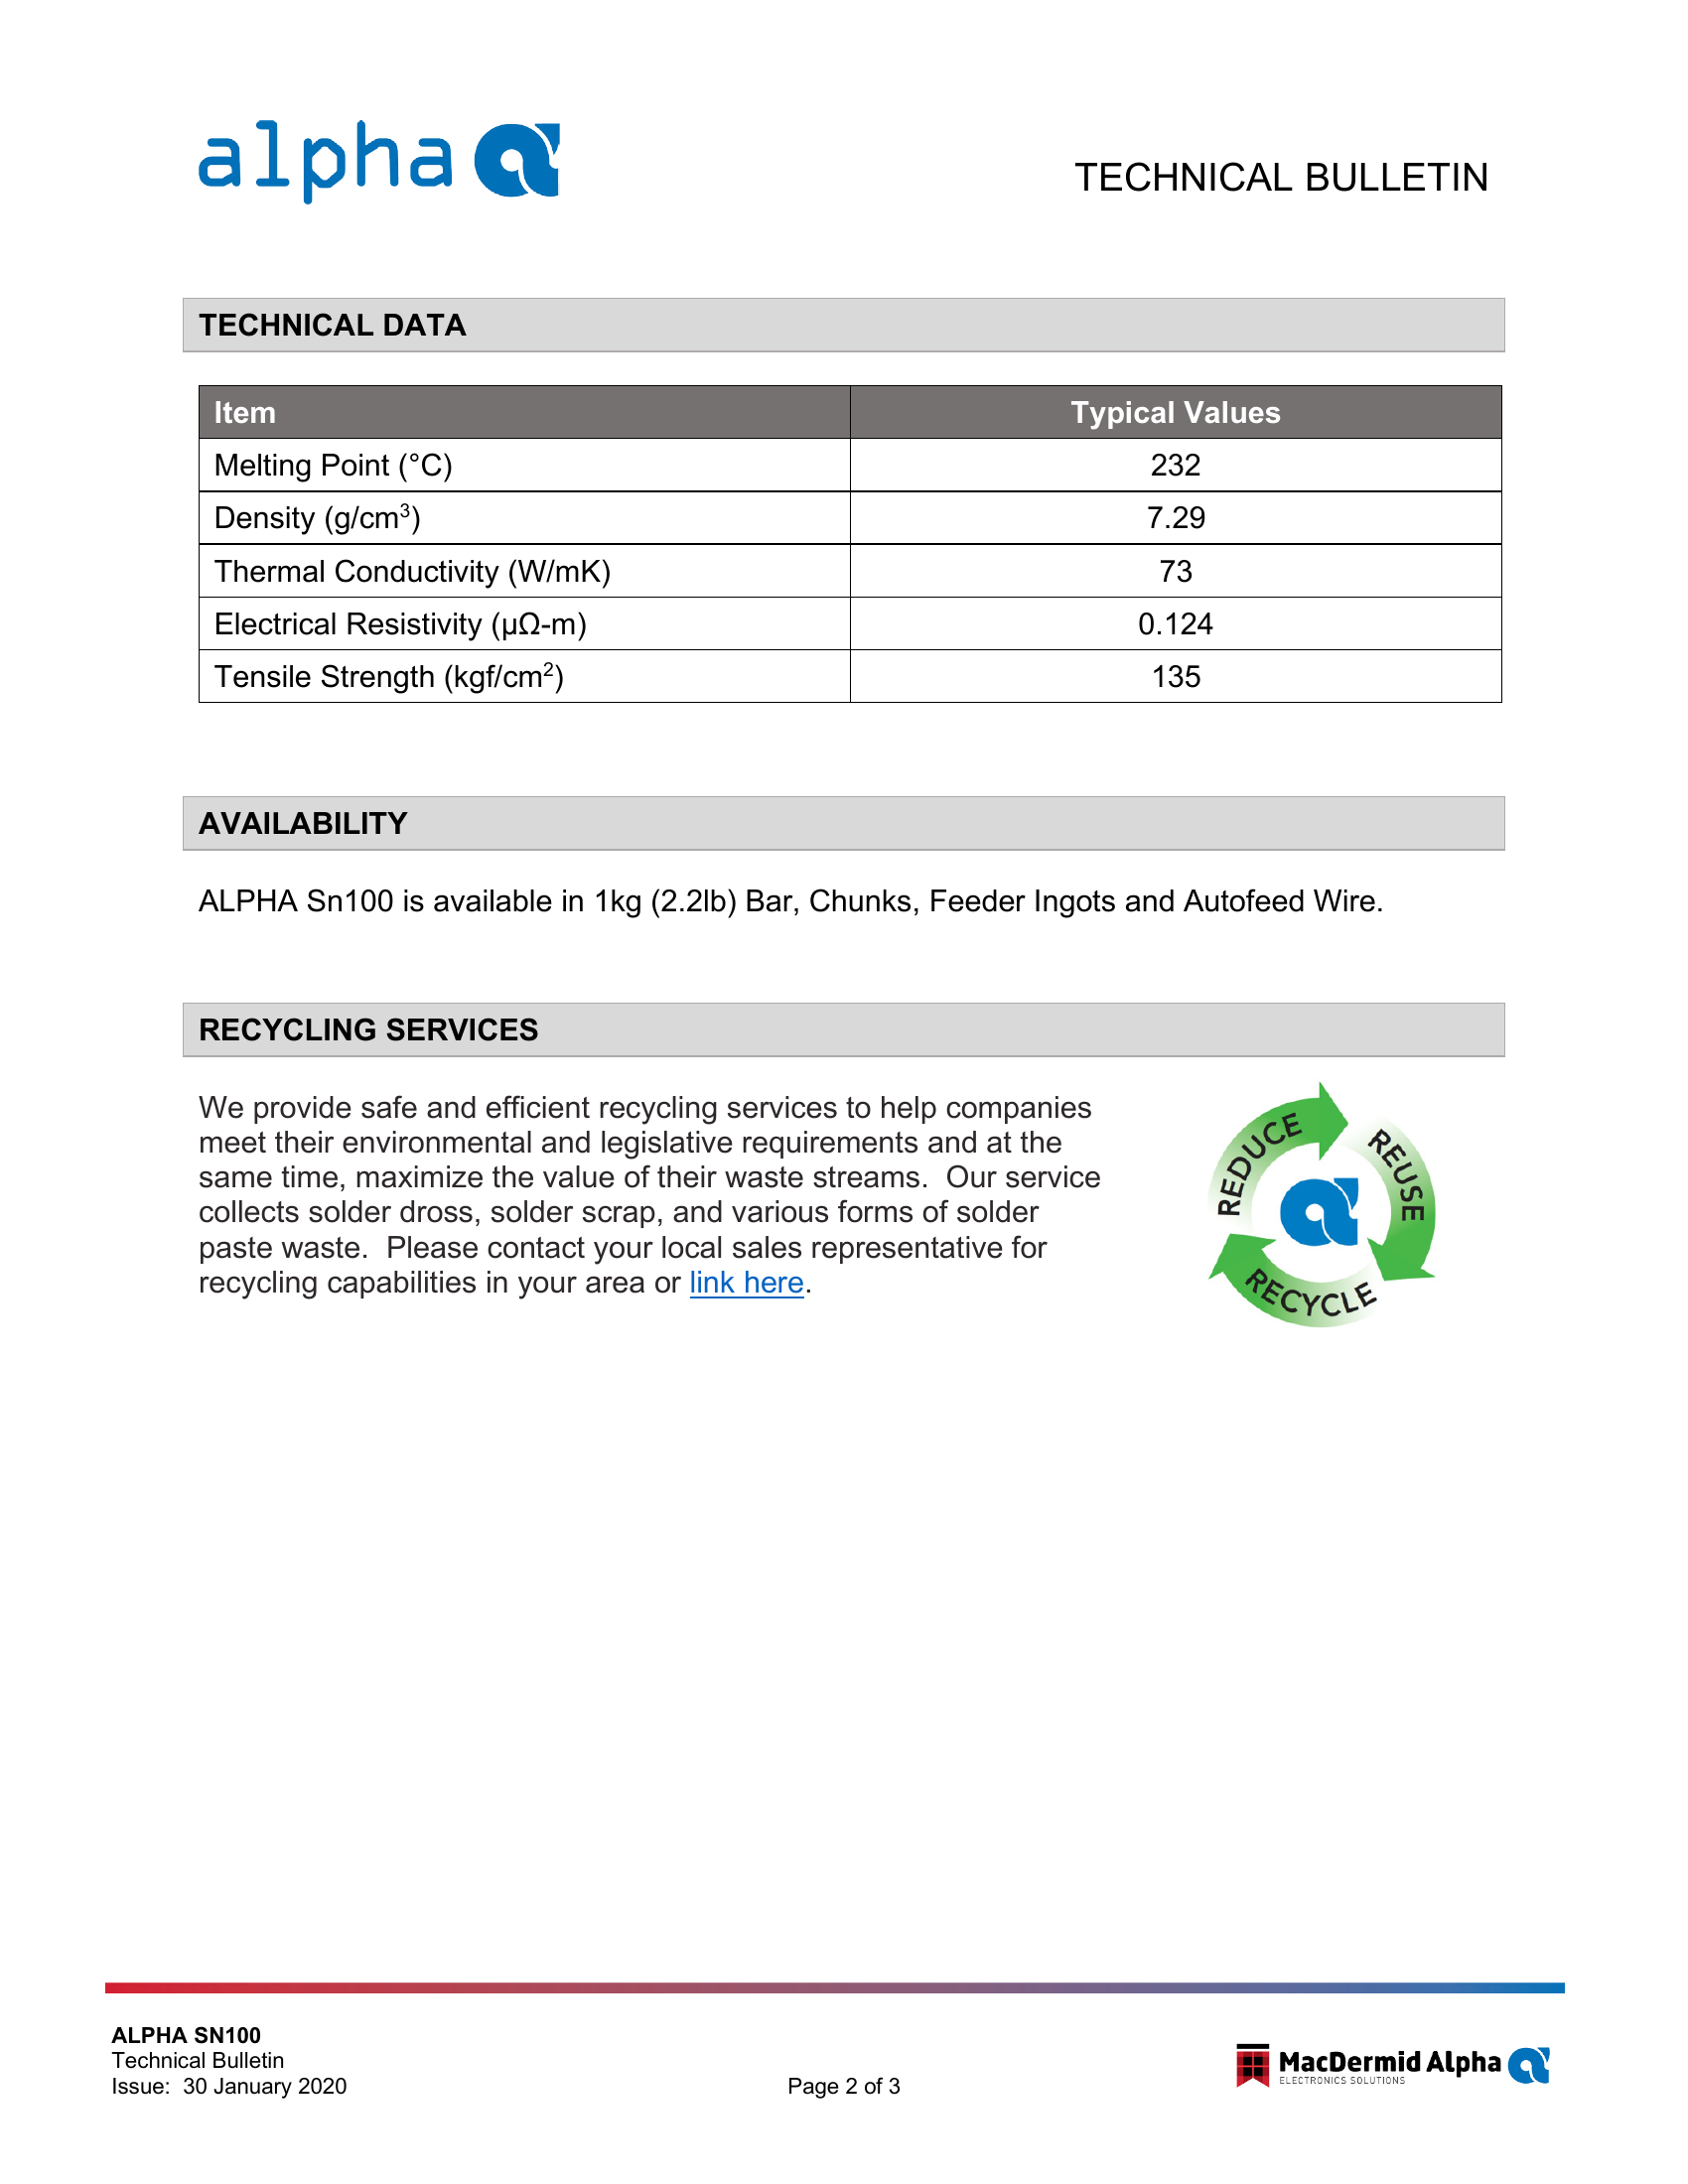 alpha
TECHNICAL BULLETIN
TECHNICAL DATA
Item Typical Values
Melting Point (°C) 232
Density (g/cm³) 7.29
Thermal Conductivity (W/mK) 73
Electrical Resistivity (µΩ-m) 0.124
Tensile Strength (kgf/cm²) 135
AVAILABILITY
ALPHA Sn100 is available in 1kg (2.2lb) Bar, Chunks, Feeder Ingots and Autofeed Wire.
RECYCLING SERVICES
We provide safe and efficient recycling services to help companies
meet their environmental and legislative requirements and at the
same time, maximize the value of their waste streams.  Our service
collects solder dross, solder scrap, and various forms of solder
paste waste.  Please contact your local sales representative for
recycling capabilities in your area or link here.
REDUCE
REUSE
RECYCLE
ALPHA SN100
Technical Bulletin
Issue:  30 January 2020
Page 2 of 3
MacDermid Alpha
ELECTRONICS SOLUTIONS